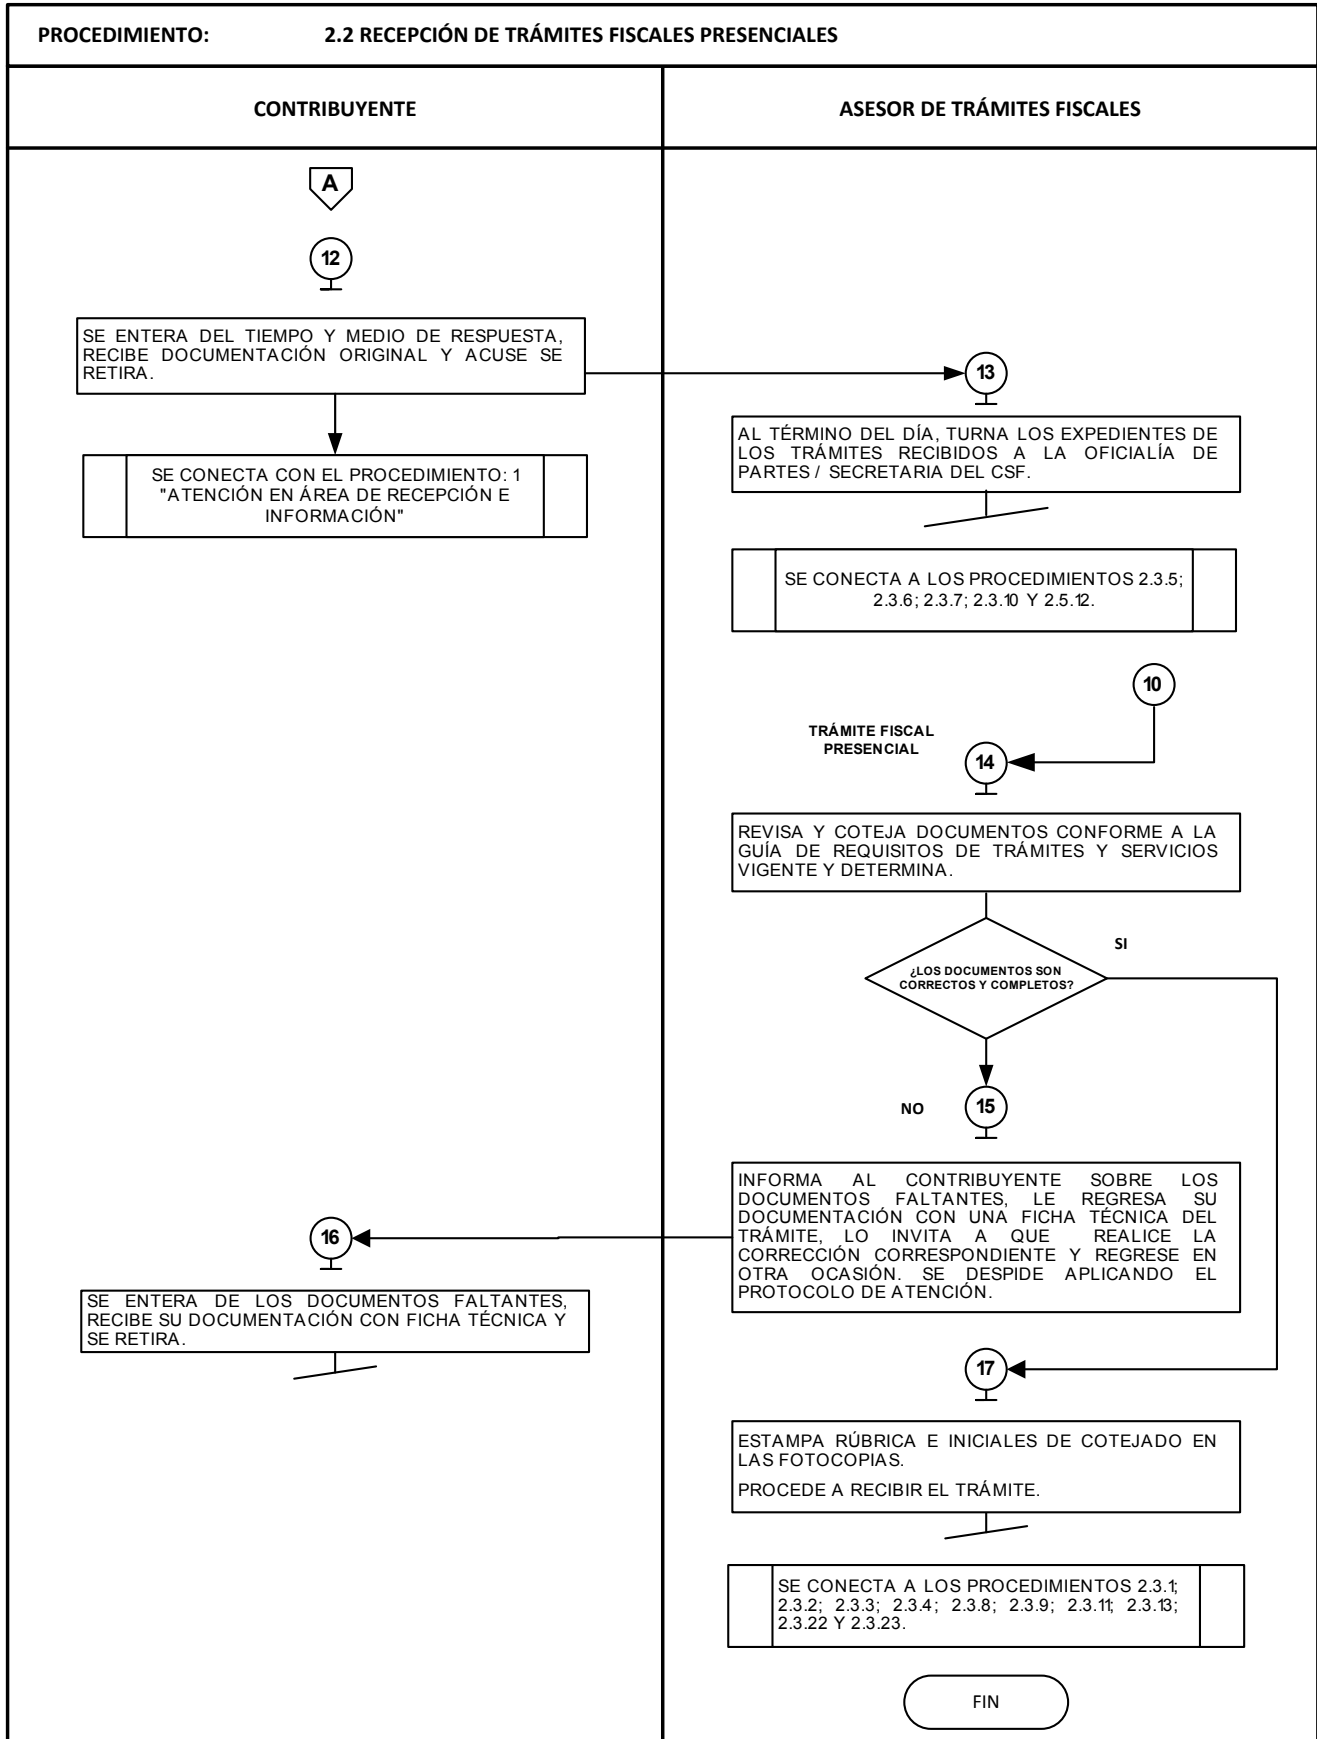 PROCEDIMIENTO: 2.2 RECEPCIÓN DE TRÁMITES FISCALES PRESENCIALES
CONTRIBUYENTE
ASESOR DE TRÁMITES FISCALES
A
12
SE ENTERA DEL TIEMPO Y MEDIO DE RESPUESTA,
RECIBE DOCUMENTACIÓN ORIGINAL Y ACUSE SE
RETIRA.
SE CONECTA CON EL PROCEDIMIENTO: 1
"ATENCIÓN EN ÁREA DE RECEPCIÓN E
INFORMACIÓN"
13
AL TÉRMINO DEL DÍA, TURNA LOS EXPEDIENTES DE
LOS TRÁMITES RECIBIDOS A LA OFICIALÍA DE
PARTES / SECRETARIA DEL CSF.
SE CONECTA A LOS PROCEDIMIENTOS 2.3.5;
2.3.6; 2.3.7; 2.3.10 Y 2.5.12.
10
TRÁMITE FISCAL
PRESENCIAL
14
REVISA Y COTEJA DOCUMENTOS CONFORME A LA
GUÍA DE REQUISITOS DE TRÁMITES Y SERVICIOS
VIGENTE Y DETERMINA.
SI
¿LOS DOCUMENTOS SON
CORRECTOS Y COMPLETOS?
NO
15
INFORMA AL CONTRIBUYENTE SOBRE LOS
DOCUMENTOS FALTANTES, LE REGRESA SU
DOCUMENTACIÓN CON UNA FICHA TÉCNICA DEL
TRÁMITE, LO INVITA A QUE REALICE LA
CORRECCIÓN CORRESPONDIENTE Y REGRESE EN
OTRA OCASIÓN. SE DESPIDE APLICANDO EL
PROTOCOLO DE ATENCIÓN.
16
SE ENTERA DE LOS DOCUMENTOS FALTANTES,
RECIBE SU DOCUMENTACIÓN CON FICHA TÉCNICA Y
SE RETIRA.
17
ESTAMPA RÚBRICA E INICIALES DE COTEJADO EN
LAS FOTOCOPIAS.
PROCEDE A RECIBIR EL TRÁMITE.
SE CONECTA A LOS PROCEDIMIENTOS 2.3.1;
2.3.2; 2.3.3; 2.3.4; 2.3.8; 2.3.9; 2.3.11; 2.3.13;
2.3.22 Y 2.3.23.
FIN